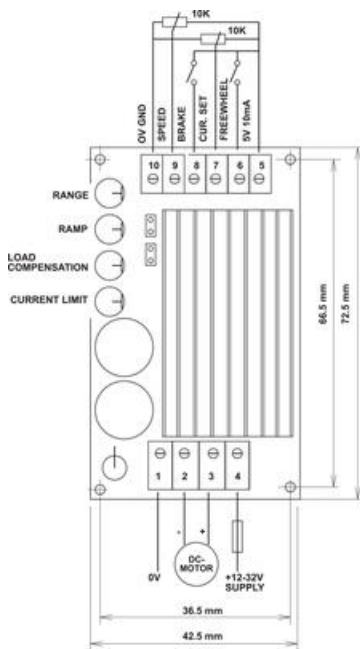 10K
10K
0V GND
SPEED
BRAKE
CUR. SET
FREEWHEEL
5V 10mA
10 9 8 7 6 5
RANGE
RAMP
LOAD
COMPENSATION
CURRENT LIMIT
66.5 mm
72.5 mm
1 2 3 4
- +
DC-
MOTOR
0V
+12-32V
SUPPLY
36.5 mm
42.5 mm